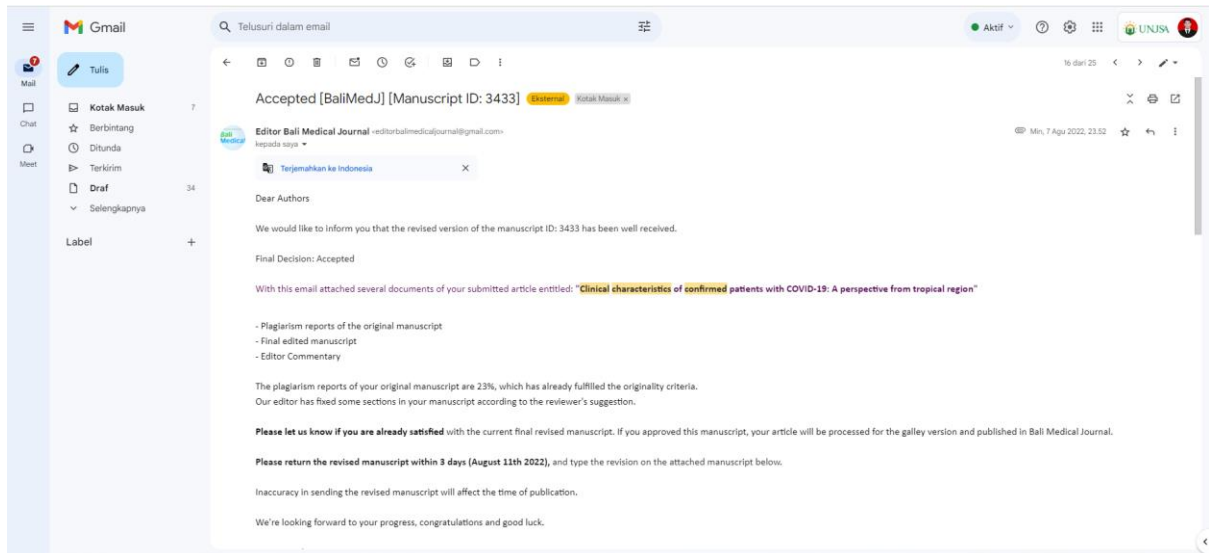 Gmail
Telusuri dalam email
Aktif
UNJSA
7
Mail
Chat
Meet
Tulis
Kotak Masuk 7
Berbintang
Ditunda
Terkirim
Draf 34
Selengkapnya
Label +
16 dari 25
Accepted [BaliMedJ] [Manuscript ID: 3433] Eksternal Kotak Masuk x
Bali Medical
Editor Bali Medical Journal <editorbalimedicaljournal@gmail.com>
kepada saya
Min, 7 Agu 2022, 23.52
Terjemahkan ke Indonesia X
Dear Authors
We would like to inform you that the revised version of the manuscript ID: 3433 has been well received.
Final Decision: Accepted
With this email attached several documents of your submitted article entitled: "Clinical characteristics of confirmed patients with COVID-19: A perspective from tropical region"
- Plagiarism reports of the original manuscript
- Final edited manuscript
- Editor Commentary
The plagiarism reports of your original manuscript are 23%, which has already fulfilled the originality criteria.
Our editor has fixed some sections in your manuscript according to the reviewer's suggestion.
Please let us know if you are already satisfied with the current final revised manuscript. If you approved this manuscript, your article will be processed for the galley version and published in Bali Medical Journal.
Please return the revised manuscript within 3 days (August 11th 2022), and type the revision on the attached manuscript below.
Inaccuracy in sending the revised manuscript will affect the time of publication.
We're looking forward to your progress, congratulations and good luck.